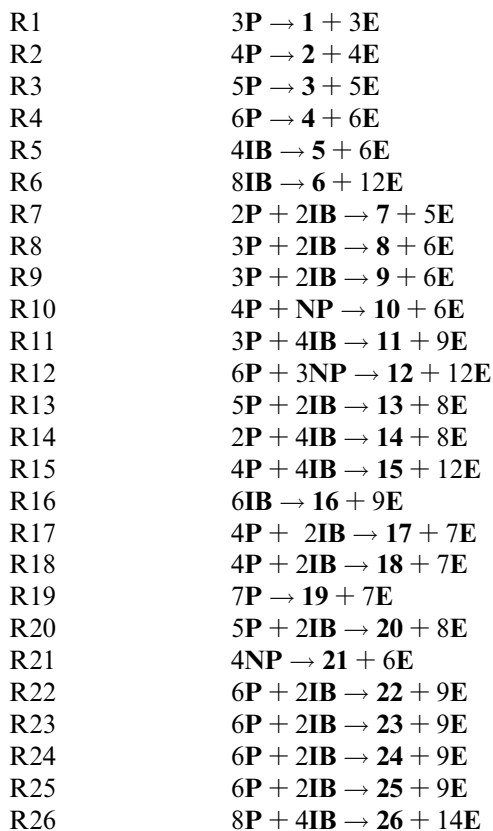 R1 3P → 1 + 3E
R2 4P → 2 + 4E
R3 5P → 3 + 5E
R4 6P → 4 + 6E
R5 4IB → 5 + 6E
R6 8IB → 6 + 12E
R7 2P + 2IB → 7 + 5E
R8 3P + 2IB → 8 + 6E
R9 3P + 2IB → 9 + 6E
R10 4P + NP → 10 + 6E
R11 3P + 4IB → 11 + 9E
R12 6P + 3NP → 12 + 12E
R13 5P + 2IB → 13 + 8E
R14 2P + 4IB → 14 + 8E
R15 4P + 4IB → 15 + 12E
R16 6IB → 16 + 9E
R17 4P + 2IB → 17 + 7E
R18 4P + 2IB → 18 + 7E
R19 7P → 19 + 7E
R20 5P + 2IB → 20 + 8E
R21 4NP → 21 + 6E
R22 6P + 2IB → 22 + 9E
R23 6P + 2IB → 23 + 9E
R24 6P + 2IB → 24 + 9E
R25 6P + 2IB → 25 + 9E
R26 8P + 4IB → 26 + 14E